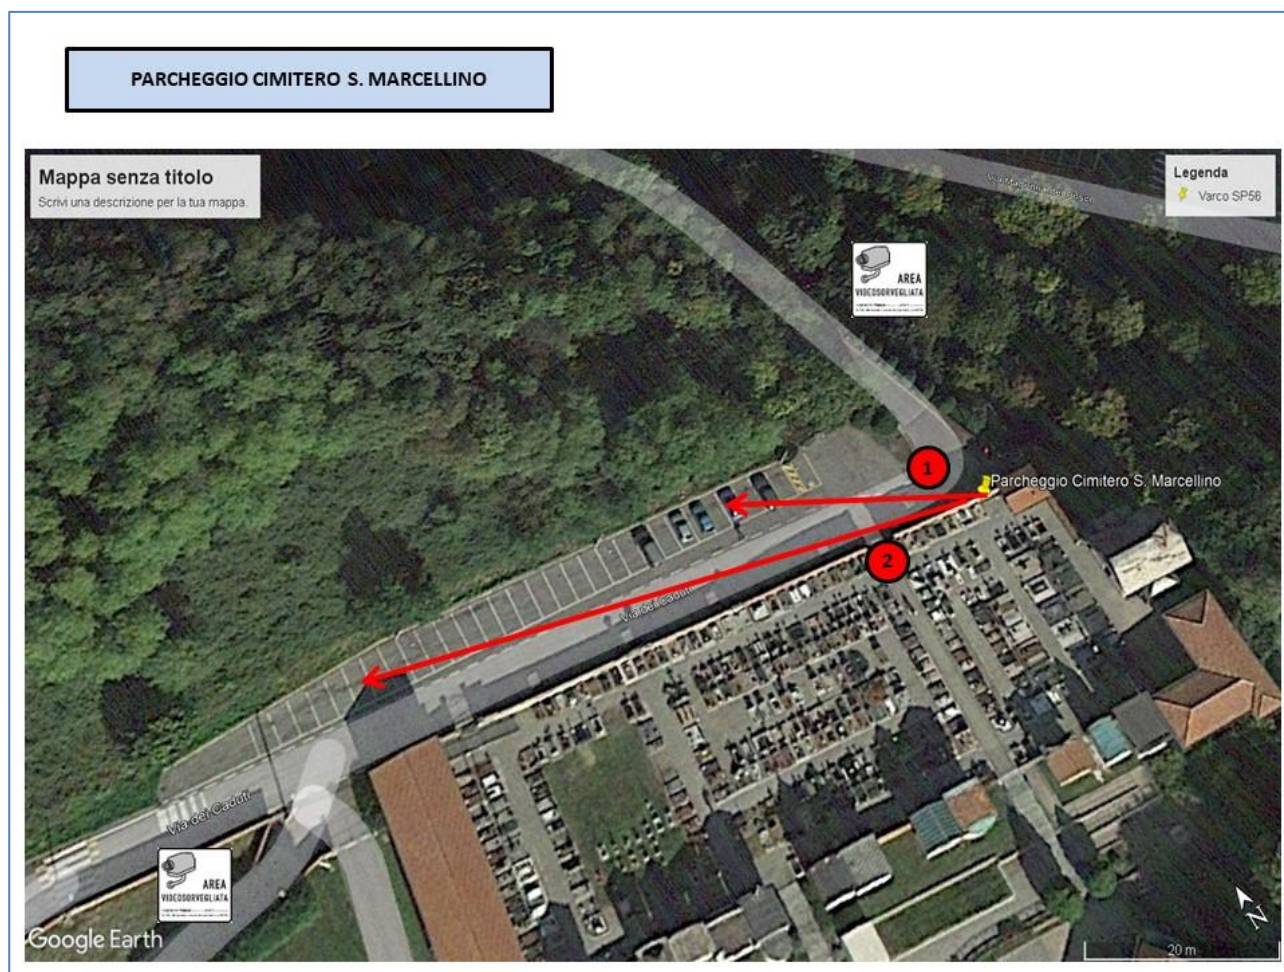 PARCHEGGIO CIMITERO S. MARCELLINO
Mappa senza titolo
Scrivi una descrizione per la tua mappa.
Legenda
Varco SP56
AREA
VIDEOSORVEGLIATA
1
Parcheggio Cimitero S. Marcellino
2
Via dei Caduti
Via dei Caduti
AREA
VIDEOSORVEGLIATA
Google Earth
N
20 m